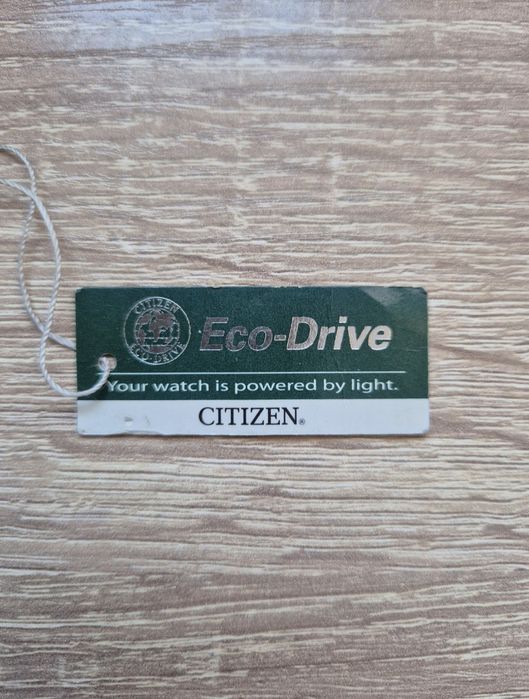 CITIZEN
ECO-DRIVE
Eco-Drive
Your watch is powered by light.
CITIZEN®